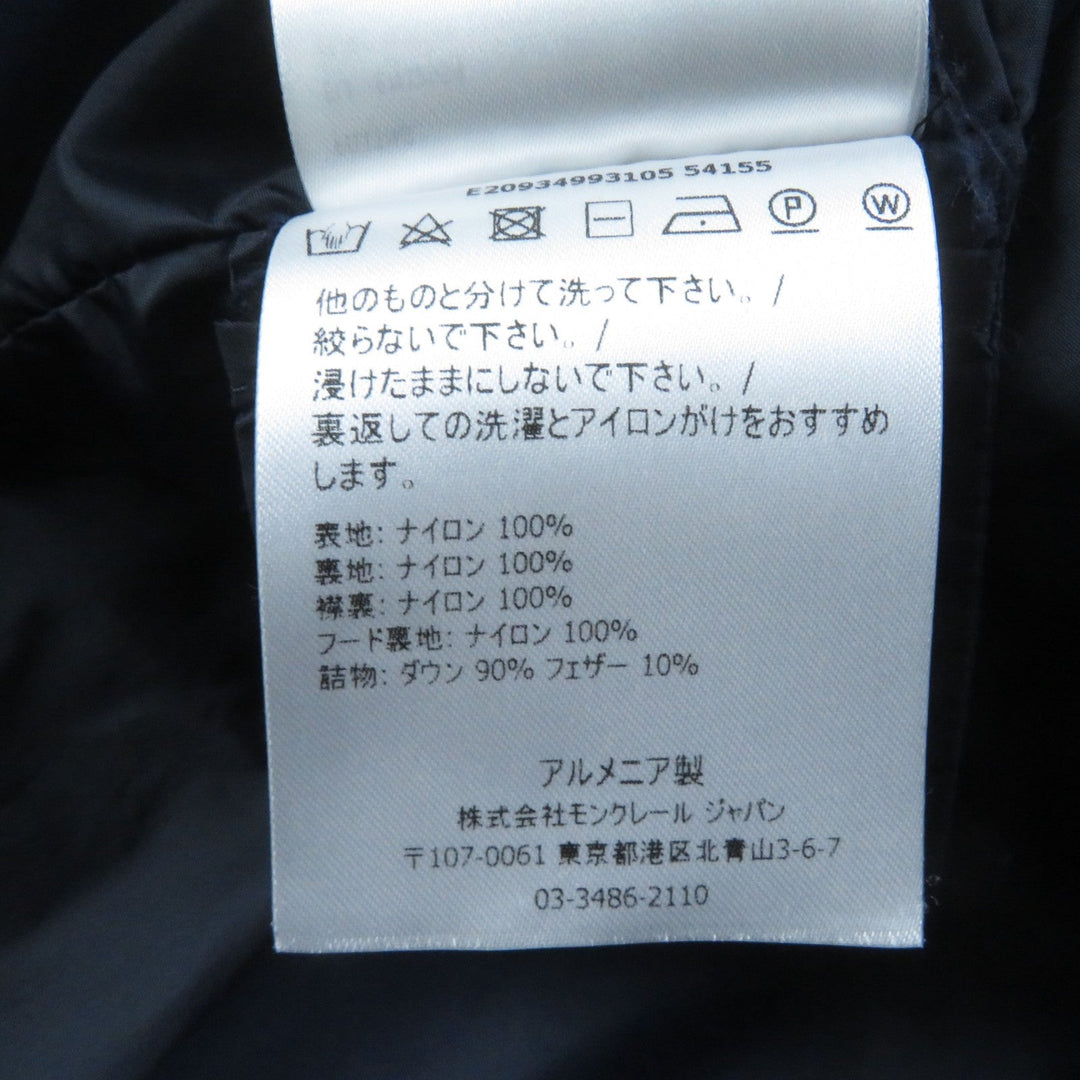 E20934993105 54155
P W
他のものと分けて洗って下さい。/
絞らないで下さい。/
浸けたままにしないで下さい。/
裏返しての洗濯とアイロンがけをおすすめ
します。
表地: ナイロン 100%
裏地: ナイロン 100%
襟裏: ナイロン 100%
フード裏地: ナイロン 100%
詰物: ダウン 90% フェザー 10%
アルメニア製
株式会社モンクレール ジャパン
〒107-0061 東京都港区北青山3-6-7
03-3486-2110